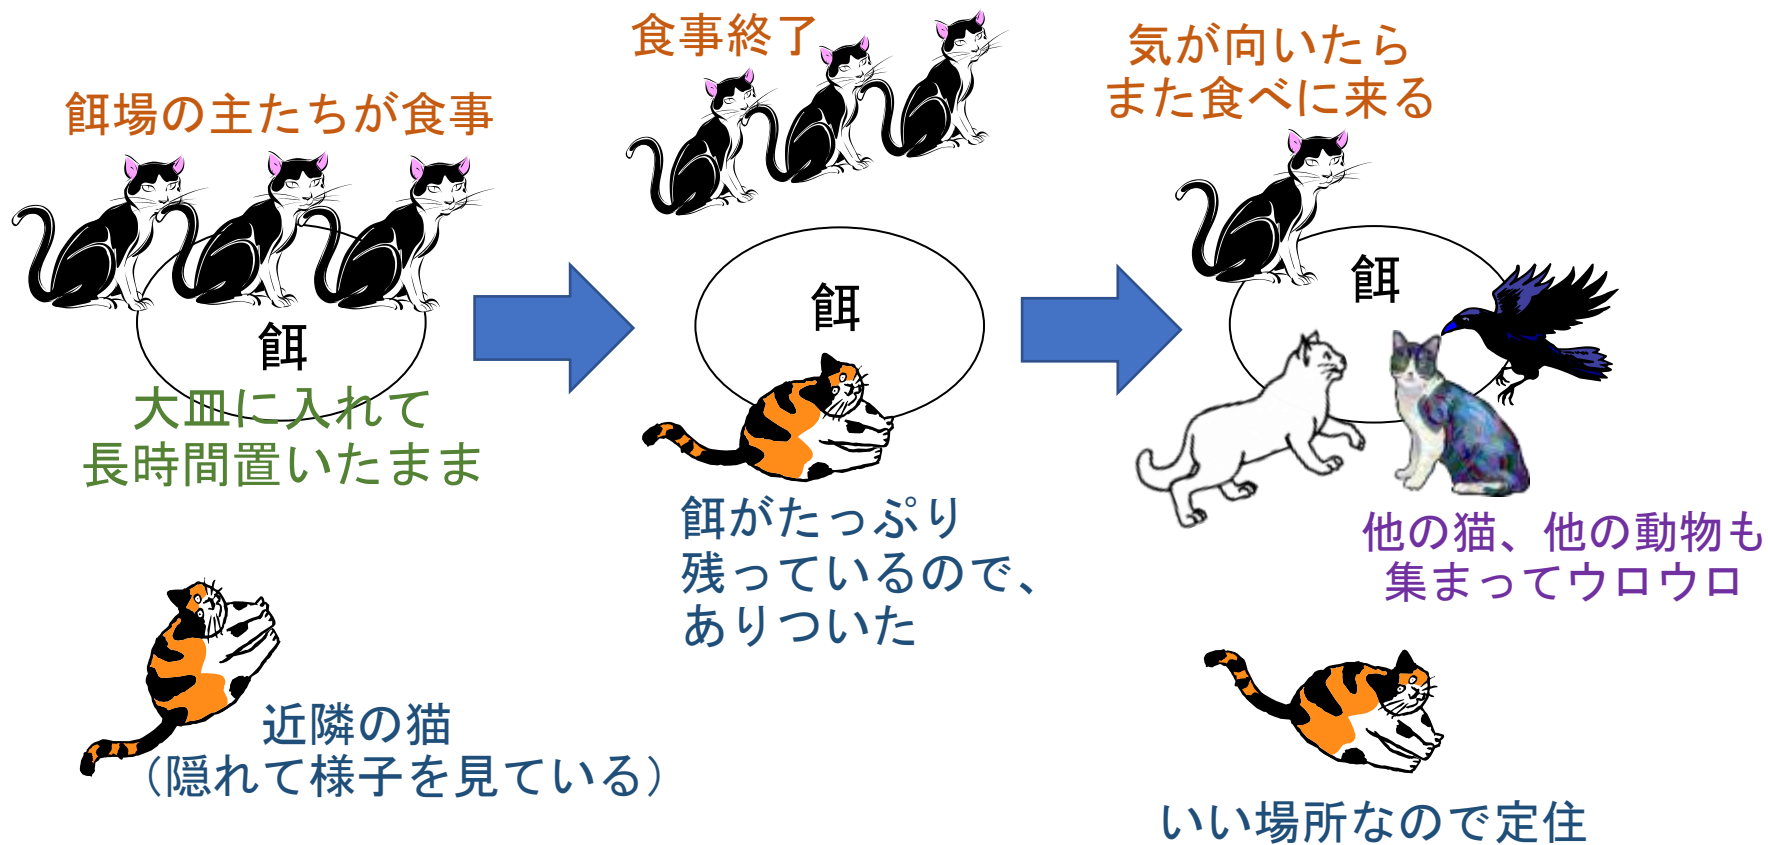 餌場の主たちが食事
餌
大皿に入れて
長時間置いたまま
近隣の猫
（隠れて様子を見ている）
食事終了
餌
餌がたっぷり
残っているので、
ありついた
気が向いたら
また食べに来る
餌
他の猫、他の動物も
集まってウロウロ
いい場所なので定住